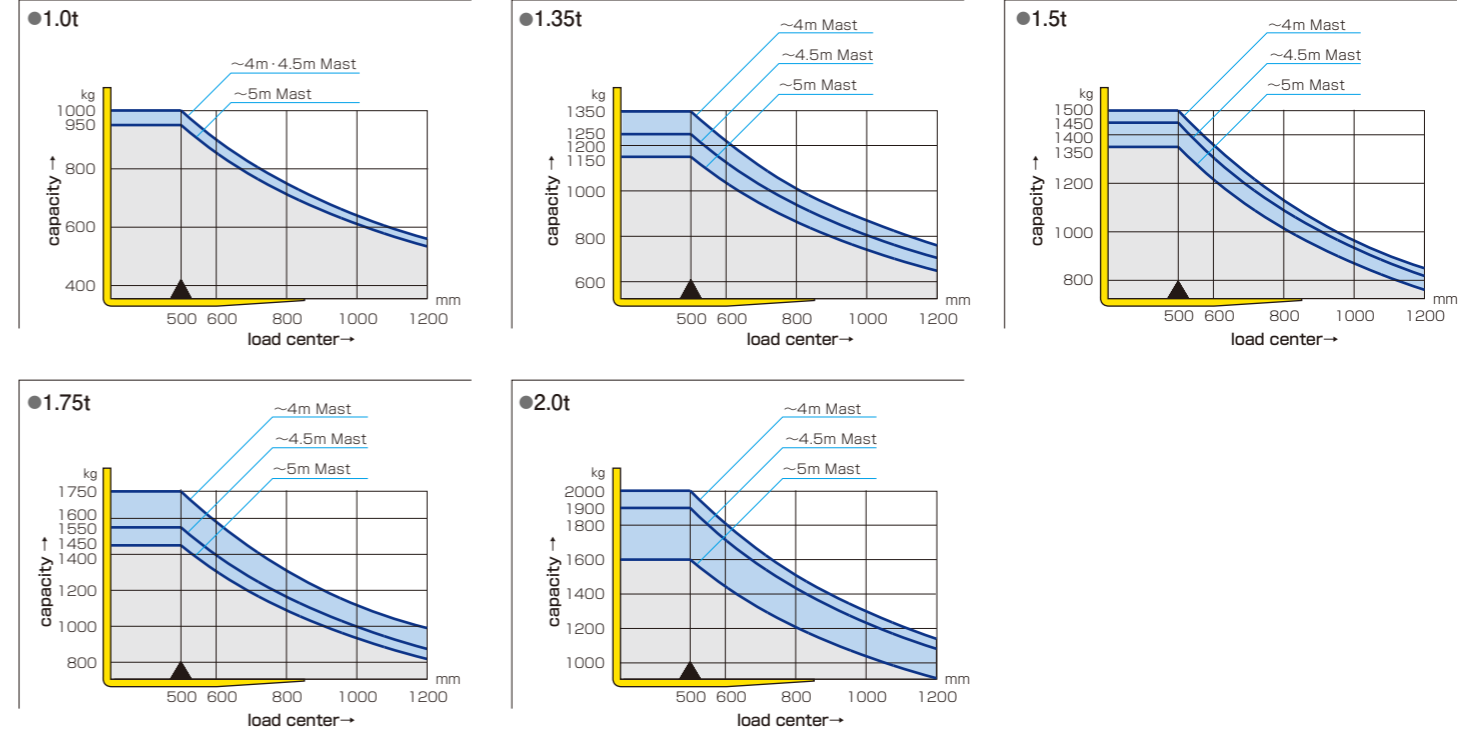 ●1.0t
~4m·4.5m Mast
~5m Mast
kg
1000
950
800
600
400
capacity →
mm
500 600 800 1000 1200
load center→
●1.35t
~4m Mast
~4.5m Mast
~5m Mast
kg
1350
1250
1200
1150
1000
800
600
capacity →
mm
500 600 800 1000 1200
load center→
●1.5t
~4m Mast
~4.5m Mast
~5m Mast
kg
1500
1450
1400
1350
1200
1000
800
capacity →
mm
500 600 800 1000 1200
load center→
●1.75t
~4m Mast
~4.5m Mast
~5m Mast
kg
1750
1600
1550
1450
1400
1200
1000
800
capacity →
mm
500 600 800 1000 1200
load center→
●2.0t
~4m Mast
~4.5m Mast
~5m Mast
kg
2000
1900
1800
1600
1400
1200
1000
capacity →
mm
500 600 800 1000 1200
load center→